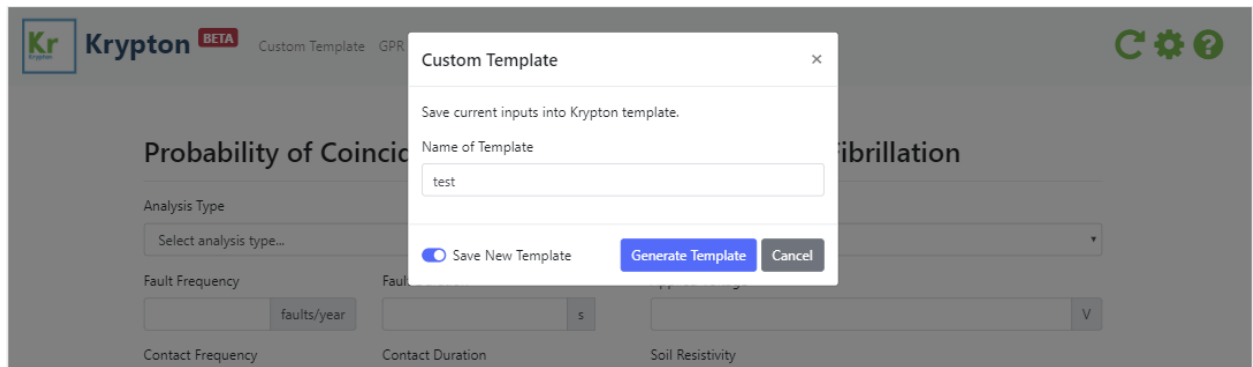 Kr
Krypton
Krypton BETA Custom Template GPR
Custom Template ×
Save current inputs into Krypton template.
Probability of Coincid
Name of Template
ibrillation
test
Analysis Type
Select analysis type...
Save New Template Generate Template Cancel
Fault Frequency
faults/year s V
Contact Frequency Contact Duration Soil Resistivity